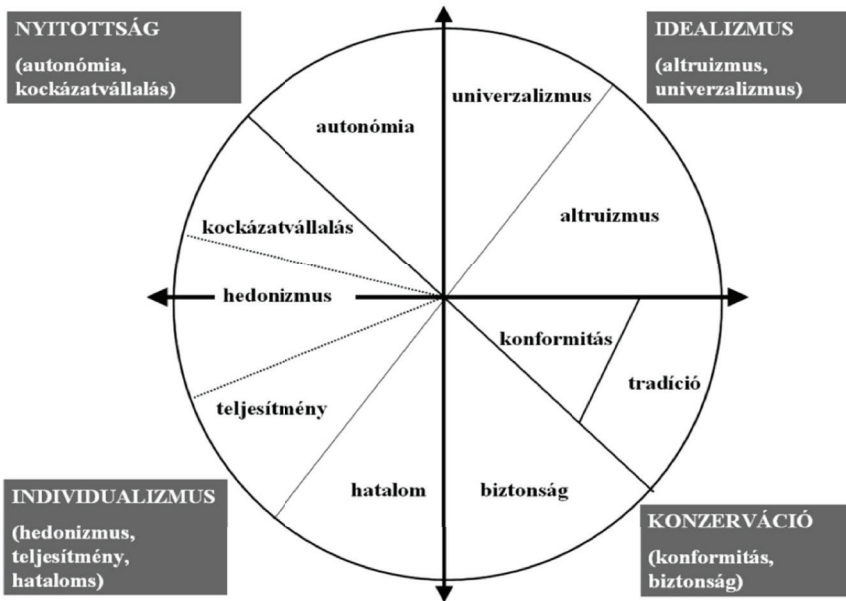 NYITOTTSÁG
(autonómia,
kockázatvállalás)
IDEALIZMUS
(altruizmus,
univerzalizmus)
univerzalizmus
autonómia
altruizmus
kockázatvállalás
hedonizmus
konformitás
tradíció
teljesítmény
hatalom
biztonság
INDIVIDUALIZMUS
(hedonizmus,
teljesítmény,
hataloms)
KONZERVÁCIÓ
(konformitás,
biztonság)